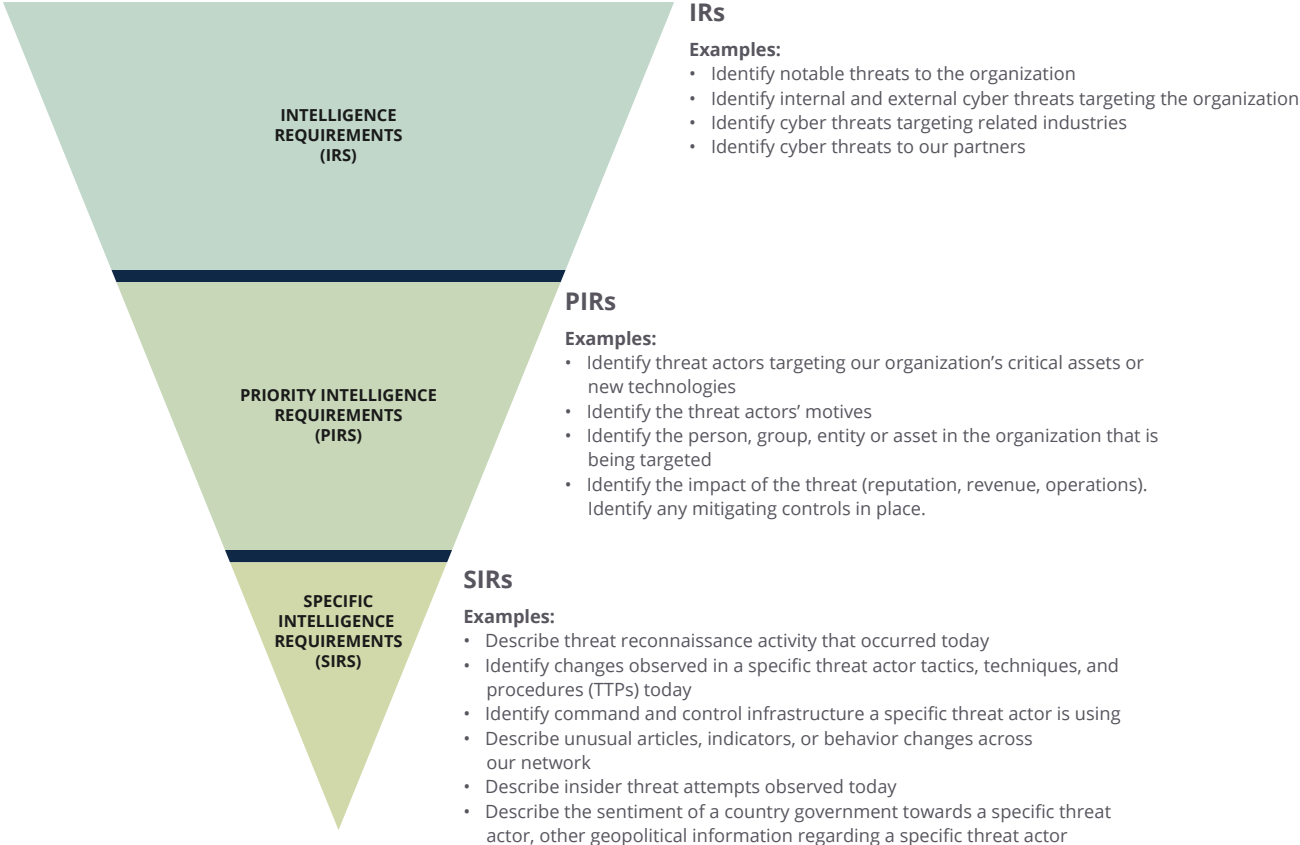 INTELLIGENCE
REQUIREMENTS
(IRS)
IRs
Examples:
• Identify notable threats to the organization
• Identify internal and external cyber threats targeting the organization
• Identify cyber threats targeting related industries
• Identify cyber threats to our partners
PRIORITY INTELLIGENCE
REQUIREMENTS
(PIRS)
PIRs
Examples:
• Identify threat actors targeting our organization’s critical assets or
new technologies
• Identify the threat actors’ motives
• Identify the person, group, entity or asset in the organization that is
being targeted
• Identify the impact of the threat (reputation, revenue, operations).
Identify any mitigating controls in place.
SPECIFIC
INTELLIGENCE
REQUIREMENTS
(SIRS)
SIRs
Examples:
• Describe threat reconnaissance activity that occurred today
• Identify changes observed in a specific threat actor tactics, techniques, and
procedures (TTPs) today
• Identify command and control infrastructure a specific threat actor is using
• Describe unusual articles, indicators, or behavior changes across
our network
• Describe insider threat attempts observed today
• Describe the sentiment of a country government towards a specific threat
actor, other geopolitical information regarding a specific threat actor